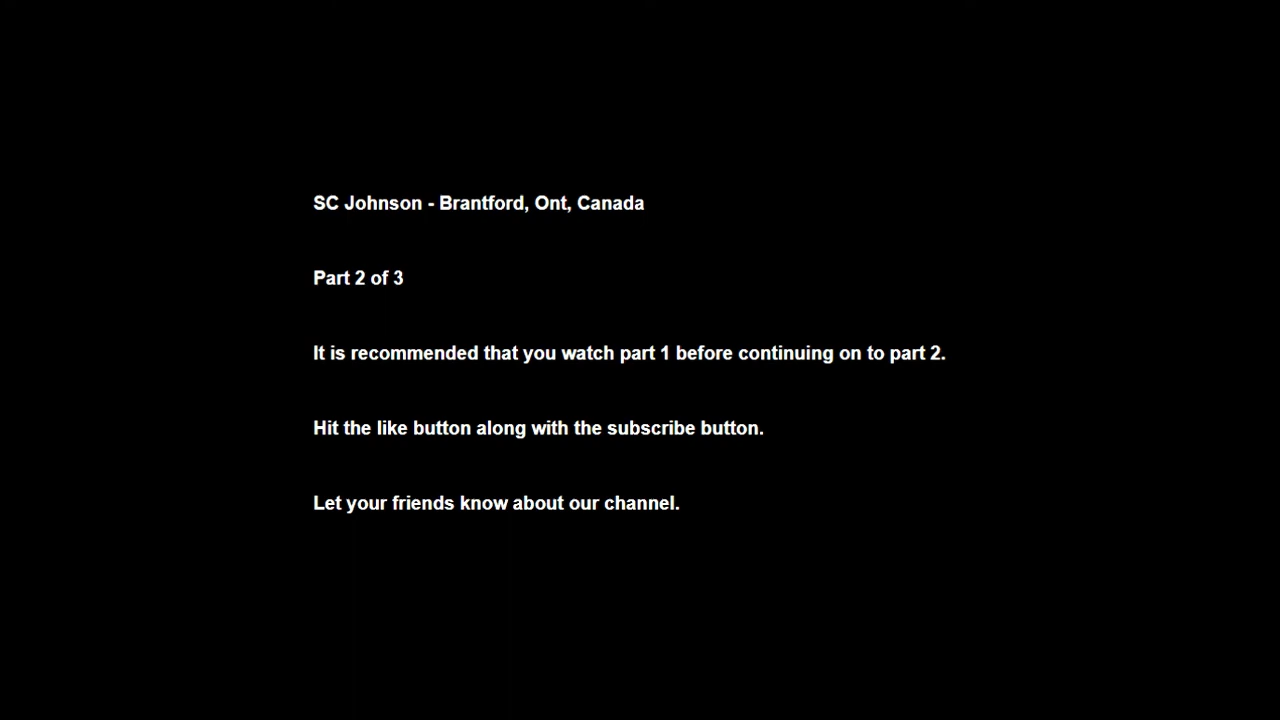 SC Johnson - Brantford, Ont, Canada
Part 2 of 3
It is recommended that you watch part 1 before continuing on to part 2.
Hit the like button along with the subscribe button.
Let your friends know about our channel.